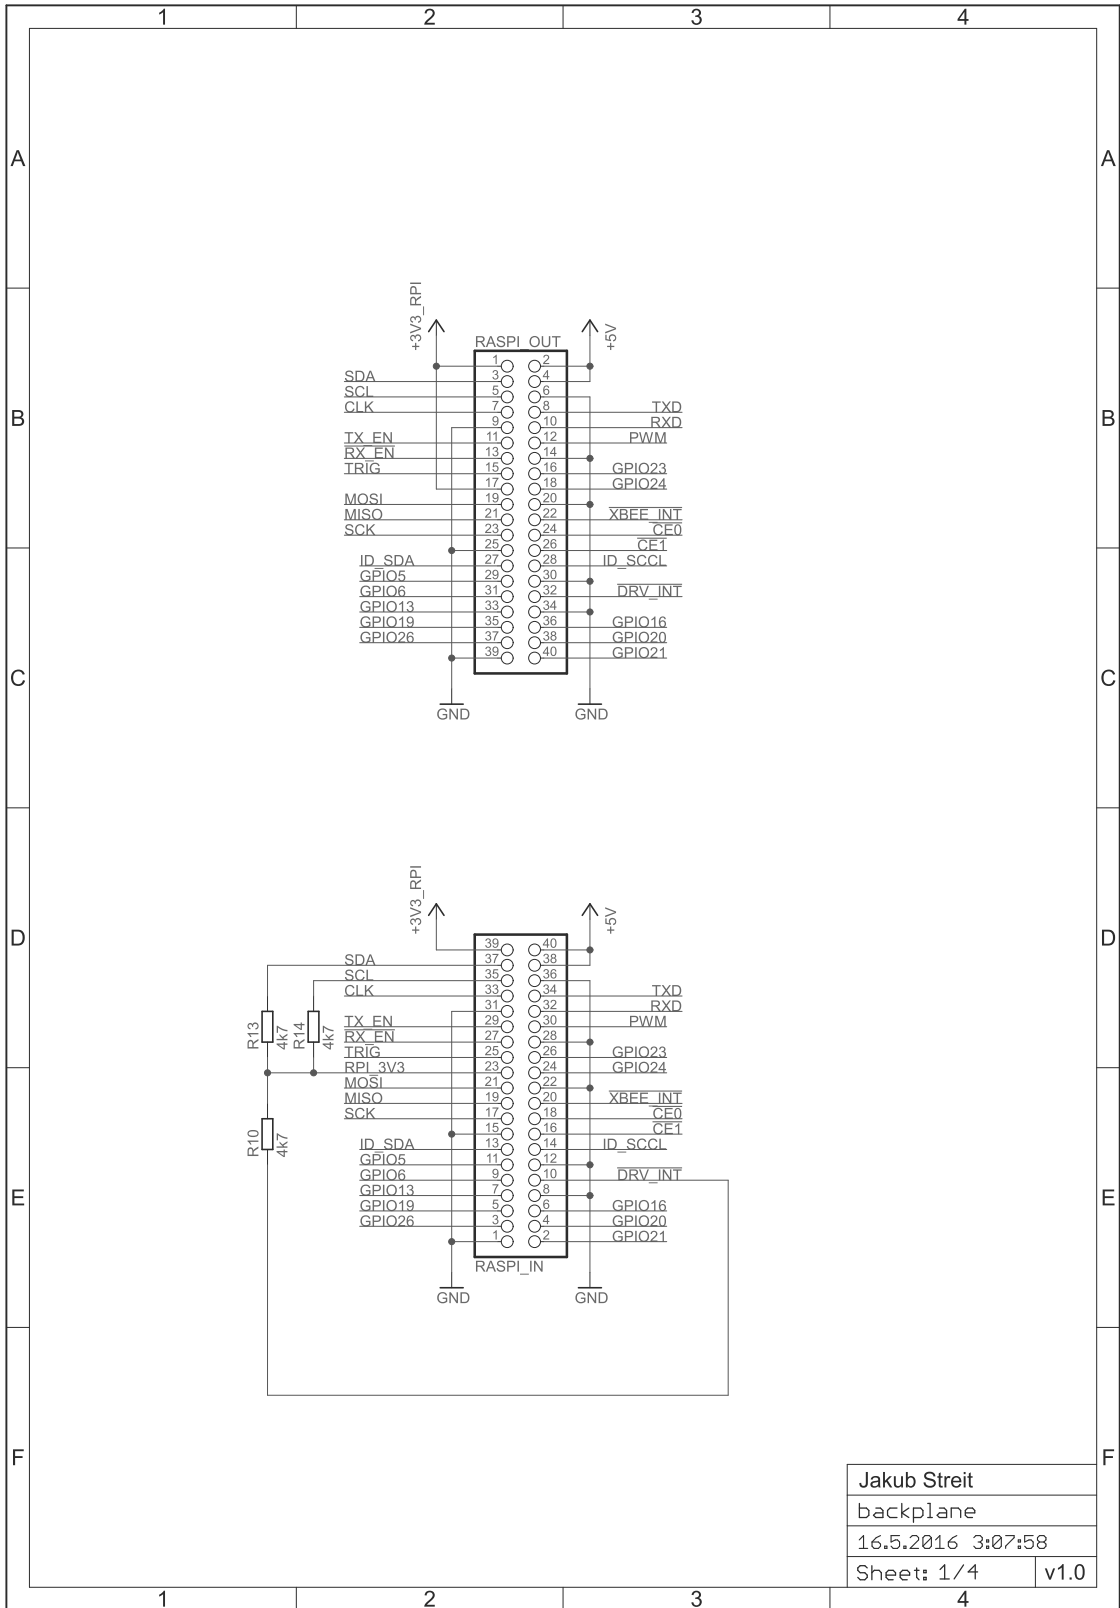 1 2 3 4
A A
+3V3_RPI
+5V
RASPI_OUT
1 2
SDA 3 4
SCL 5 6
CLK 7 8 TXD
9 10 RXD
TX_EN 11 12 PWM
RX_EN 13 14
TRIG 15 16 GPIO23
17 18 GPIO24
MOSI 19 20
MISO 21 22 XBEE_INT
SCK 23 24 CE0
25 26 CE1
ID_SDA 27 28 ID_SCCL
GPIO5 29 30
GPIO6 31 32 DRV_INT
GPIO13 33 34
GPIO19 35 36 GPIO16
GPIO26 37 38 GPIO20
39 40 GPIO21
GND GND
B B
C C
+3V3_RPI
+5V
D D
39 40
SDA 37 38
SCL 35 36
CLK 33 34 TXD
31 32 RXD
TX_EN 29 30 PWM
RX_EN 27 28
TRIG 25 26 GPIO23
RPI_3V3 23 24 GPIO24
MOSI 21 22
MISO 19 20 XBEE_INT
SCK 17 18 CE0
15 16 CE1
ID_SDA 13 14 ID_SCCL
GPIO5 11 12
GPIO6 9 10 DRV_INT
GPIO13 7 8
GPIO19 5 6 GPIO16
GPIO26 3 4 GPIO20
1 2 GPIO21
RASPI_IN
GND GND
R13 4k7
R14 4k7
R10 4k7
E E
F F
Jakub Streit
backplane
16.5.2016 3:07:58
Sheet: 1/4 v1.0
1 2 3 4